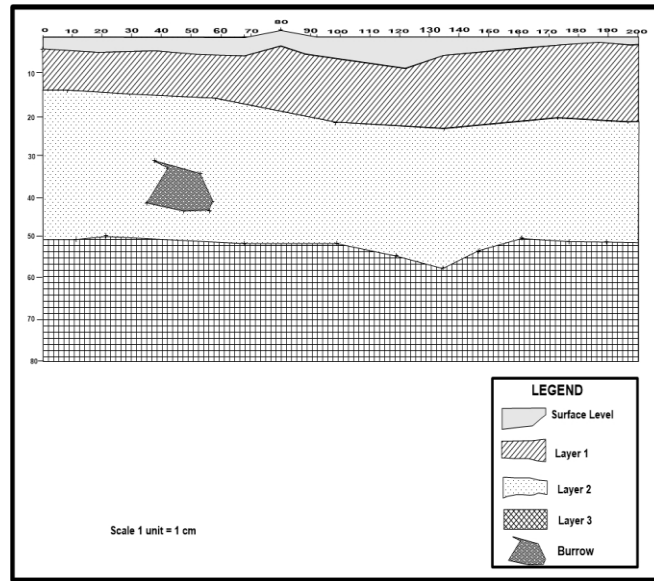 0 10 20 30 40 50 60 70 80 90 100 110 120 130 140 150 160 170 180 190 200
10
20
30
40
50
60
70
80
LEGEND
Surface Level
Layer 1
Layer 2
Layer 3
Burrow
Scale 1 unit = 1 cm